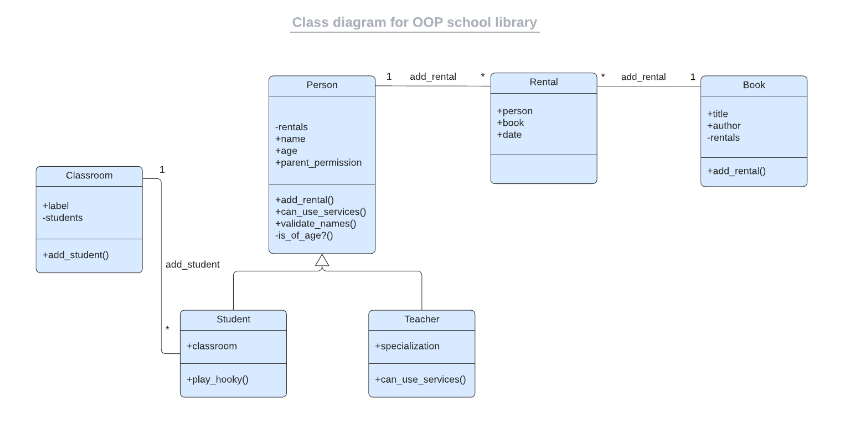 Class diagram for OOP school library
Person
-rentals
+name
+age
+parent_permission
+add_rental()
+can_use_services()
+validate_names()
-is_of_age?()
1 add_rental *
Rental
+person
+book
+date
* add_rental 1
Book
+title
+author
-rentals
+add_rental()
Classroom
+label
-students
+add_student()
1
add_student
*
Student
+classroom
+play_hooky()
Teacher
+specialization
+can_use_services()